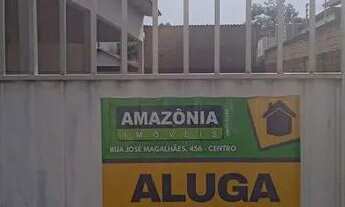 AMAZÔNIA
IMÓVEIS
RUA JOSÉ MAGALHÃES, 456 - CENTRO
ALUGA